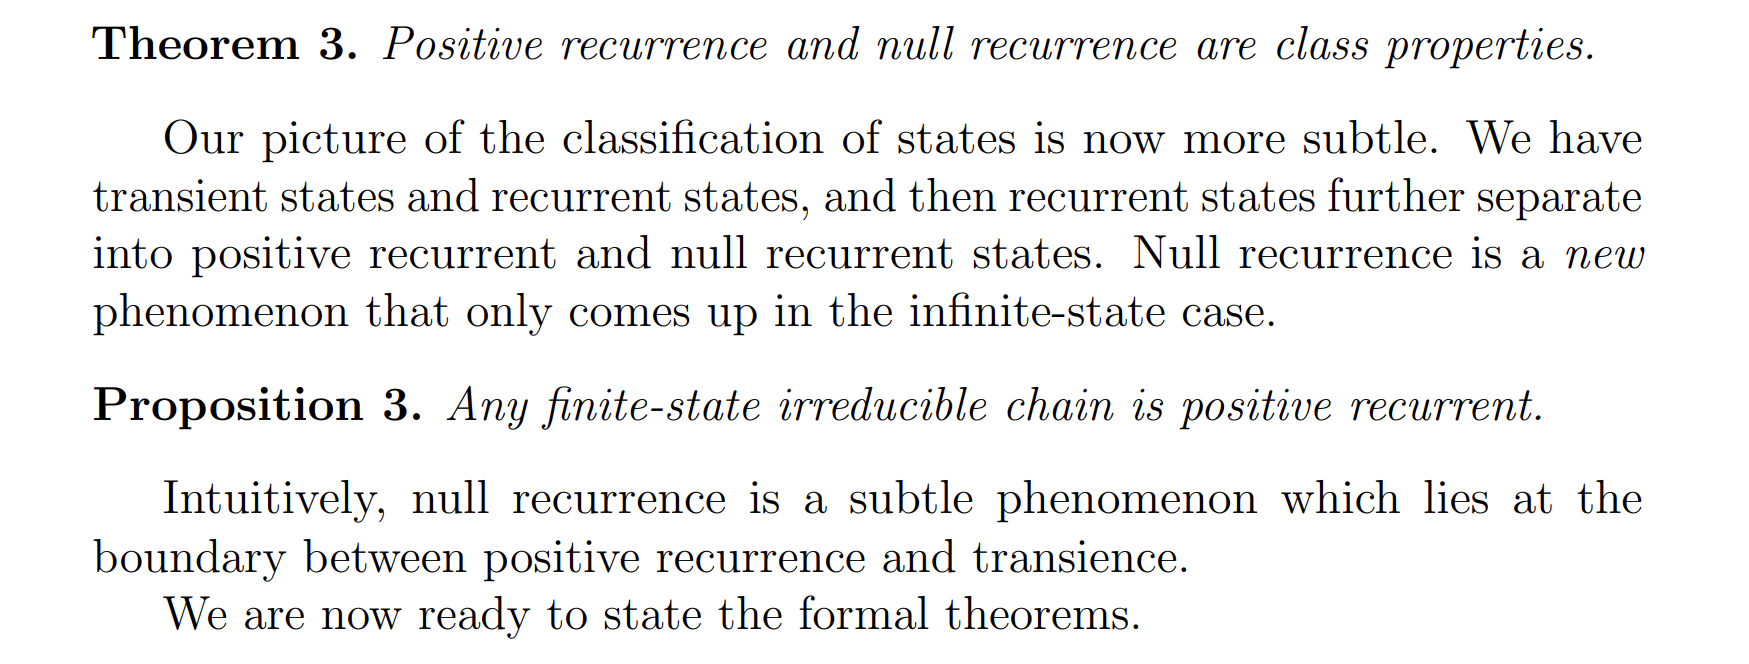 Theorem 3. Positive recurrence and null recurrence are class properties.
Our picture of the classification of states is now more subtle. We have
transient states and recurrent states, and then recurrent states further separate
into positive recurrent and null recurrent states. Null recurrence is a new
phenomenon that only comes up in the infinite-state case.
Proposition 3. Any finite-state irreducible chain is positive recurrent.
Intuitively, null recurrence is a subtle phenomenon which lies at the
boundary between positive recurrence and transience.
We are now ready to state the formal theorems.